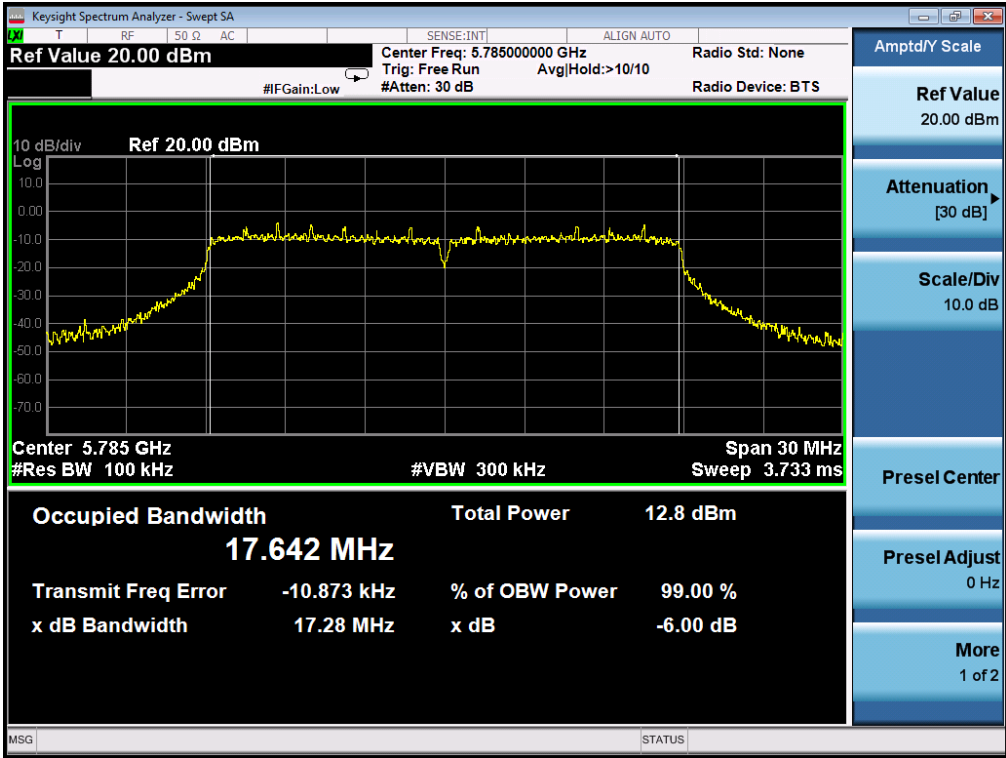 Keysight Spectrum Analyzer - Swept SA
LXI T RF 50 Ω AC SENSE:INT ALIGN AUTO
Ref Value 20.00 dBm
Center Freq: 5.785000000 GHz Radio Std: None
Trig: Free Run Avg|Hold:>10/10
#IFGain:Low #Atten: 30 dB Radio Device: BTS
10 dB/div Ref 20.00 dBm
Log
10.0
0.00
-10.0
-20.0
-30.0
-40.0
-50.0
-60.0
-70.0
Center 5.785 GHz Span 30 MHz
#Res BW 100 kHz #VBW 300 kHz Sweep 3.733 ms
Occupied Bandwidth Total Power 12.8 dBm
17.642 MHz
Transmit Freq Error -10.873 kHz % of OBW Power 99.00 %
x dB Bandwidth 17.28 MHz x dB -6.00 dB
MSG STATUS
Amptd/Y Scale
Ref Value
20.00 dBm
Attenuation
[30 dB]
Scale/Div
10.0 dB
Presel Center
Presel Adjust
0 Hz
More
1 of 2